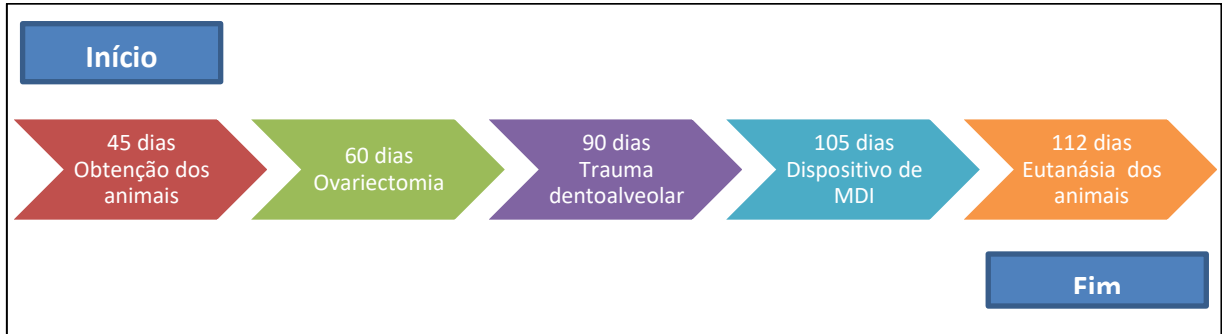 Início
45 dias
Obtenção dos
animais
60 dias
Ovariectomia
90 dias
Trauma
dentoalveolar
105 dias
Dispositivo de
MDI
112 dias
Eutanásia dos
animais
Fim